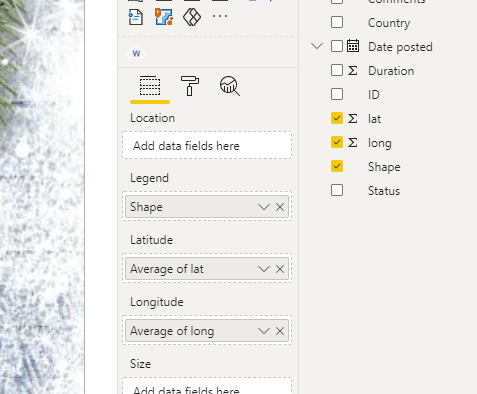 Comments
Country
Date posted
Duration
ID
lat
long
Shape
Status
W
Location
Add data fields here
Legend
Shape
Latitude
Average of lat
Longitude
Average of long
Size
Add data fields here